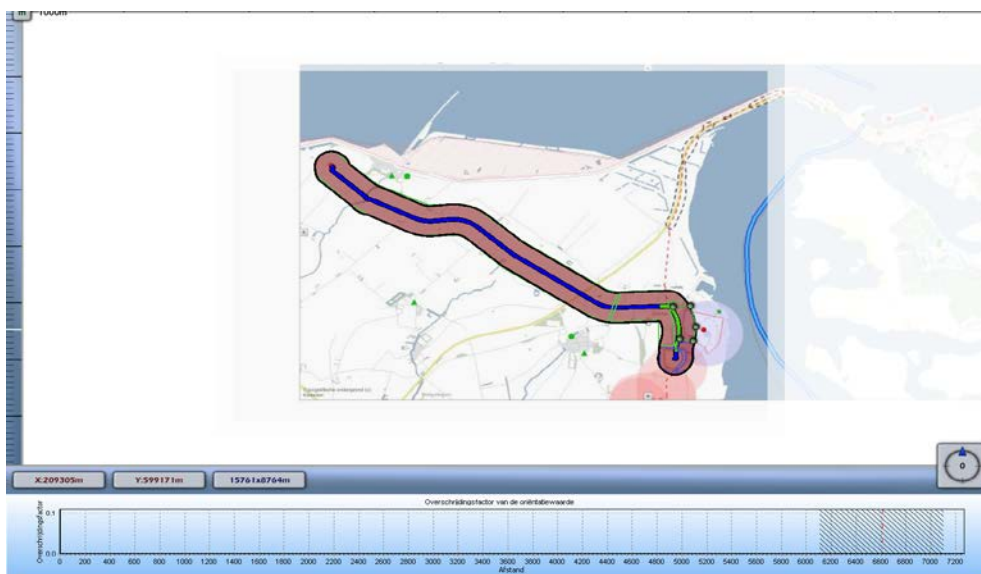 m
1000m
X:209305m
Y:599171m
15761x8764m
0
Overschrijdingsfactor van de oriëntatiewaarde
Overschrijdingsfactor
0.1
0.0
0 200 400 600 800 1000 1200 1400 1600 1800 2000 2200 2400 2600 2800 3000 3200 3400 3600 3800 4000 4200 4400 4600 4800 5000 5200 5400 5600 5800 6000 6200 6400 6600 6800 7000 7200
Afstand